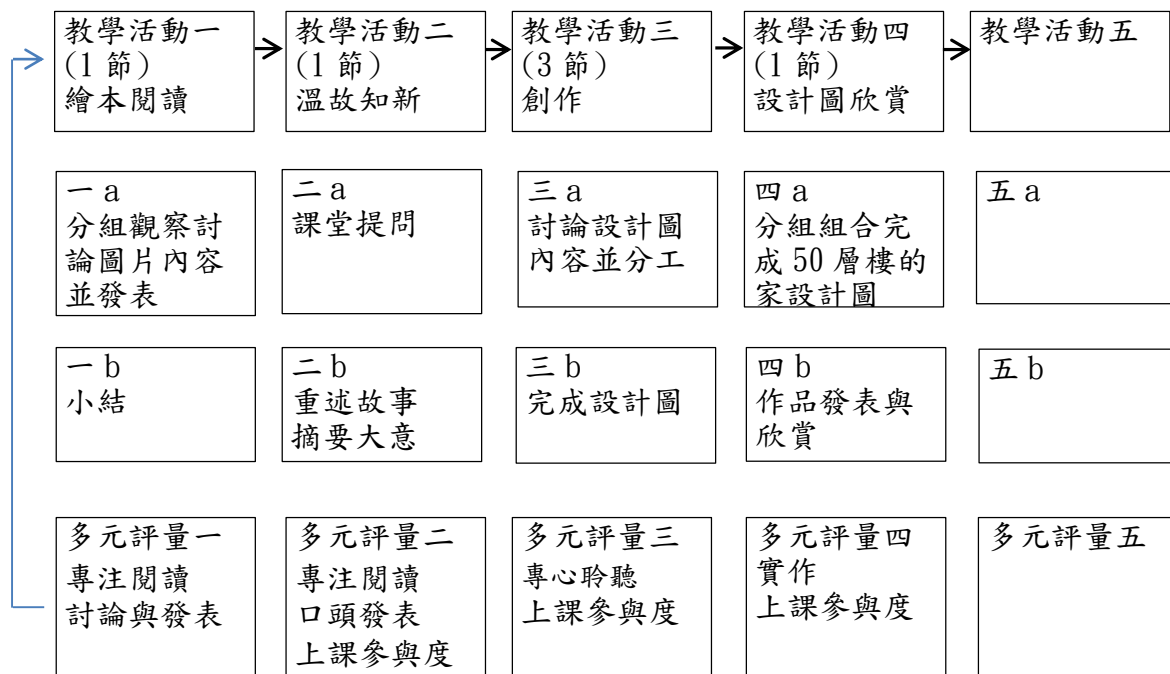 教學活動一
(1 節)
繪本閱讀
教學活動二
(1 節)
溫故知新
教學活動三
(3 節)
創作
教學活動四
(1 節)
設計圖欣賞
教學活動五
一 a
分組觀察討
論圖片內容
並發表
二 a
課堂提問
三 a
討論設計圖
內容並分工
四 a
分組組合完
成 50 層樓的
家設計圖
五 a
一 b
小結
二 b
重述故事
摘要大意
三 b
完成設計圖
四 b
作品發表與
欣賞
五 b
多元評量一
專注閱讀
討論與發表
多元評量二
專注閱讀
口頭發表
上課參與度
多元評量三
專心聆聽
上課參與度
多元評量四
實作
上課參與度
多元評量五